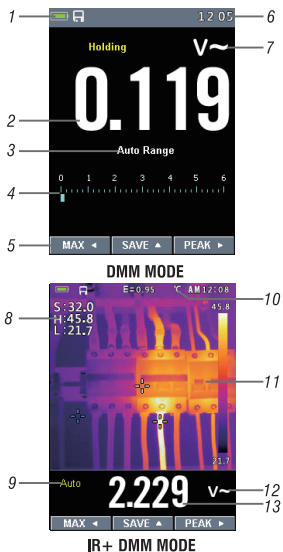 1 12 05 6
Holding V~ 7
0.119
2
3 Auto Range
0 1 2 3 4 5 6
4
5 MAX ◄ SAVE ▲ PEAK ►
DMM MODE
E=0.95 °C AM12:08
10
S:32.0 45.8
8 H:45.8
L:21.7
11
21.7
9 Auto 2.229 V~ 12
13
MAX ◄ SAVE ▲ PEAK ►
IR+ DMM MODE